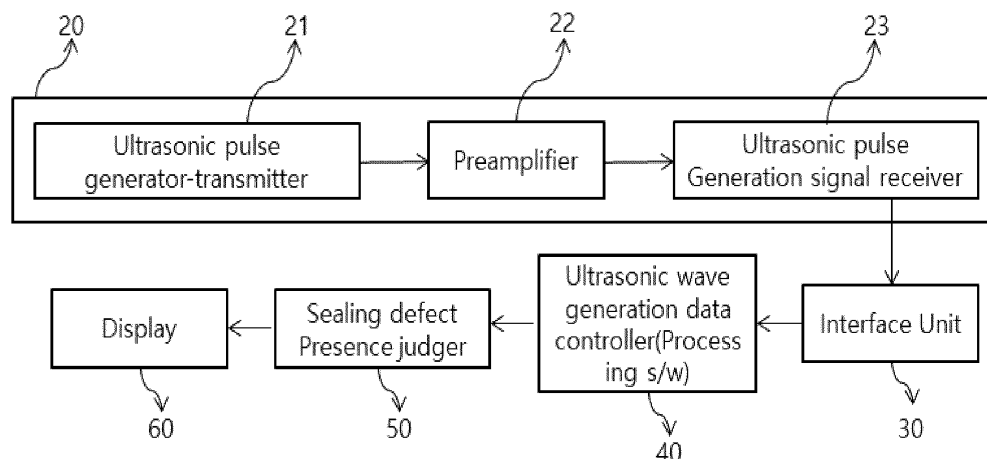 20
21
22
23
Ultrasonic pulse
generator-transmitter
Preamplifier
Ultrasonic pulse
Generation signal receiver
Display
Sealing defect
Presence judger
Ultrasonic wave
generation data
controller(Process
ing s/w)
Interface Unit
60
50
40
30